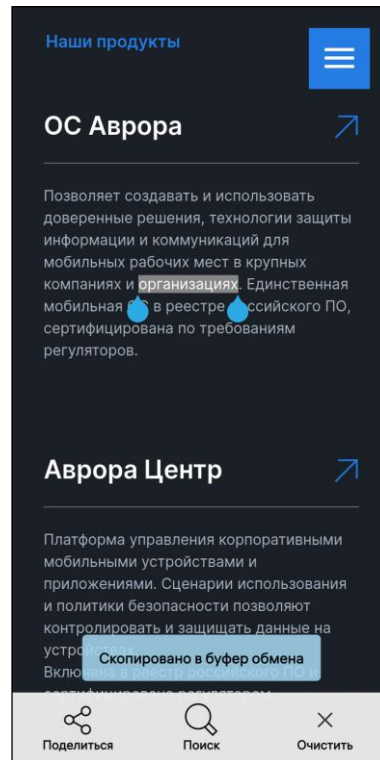 Наши продукты
ОС Аврора
Позволяет создавать и использовать
доверенные решения, технологии защиты
информации и коммуникаций для
мобильных рабочих мест в крупных
компаниях и организациях. Единственная
мобильная в реестре российского ПО,
сертифицирована по требованиям
регуляторов.
Аврора Центр
Платформа управления корпоративными
мобильными устройствами и
приложениями. Сценарии использования
и политики безопасности позволяют
контролировать и защищать данные на
устройствах.
Скопировано в буфер обмена
Включена в реестр российского ПО и
Поделиться
Поиск
Очистить